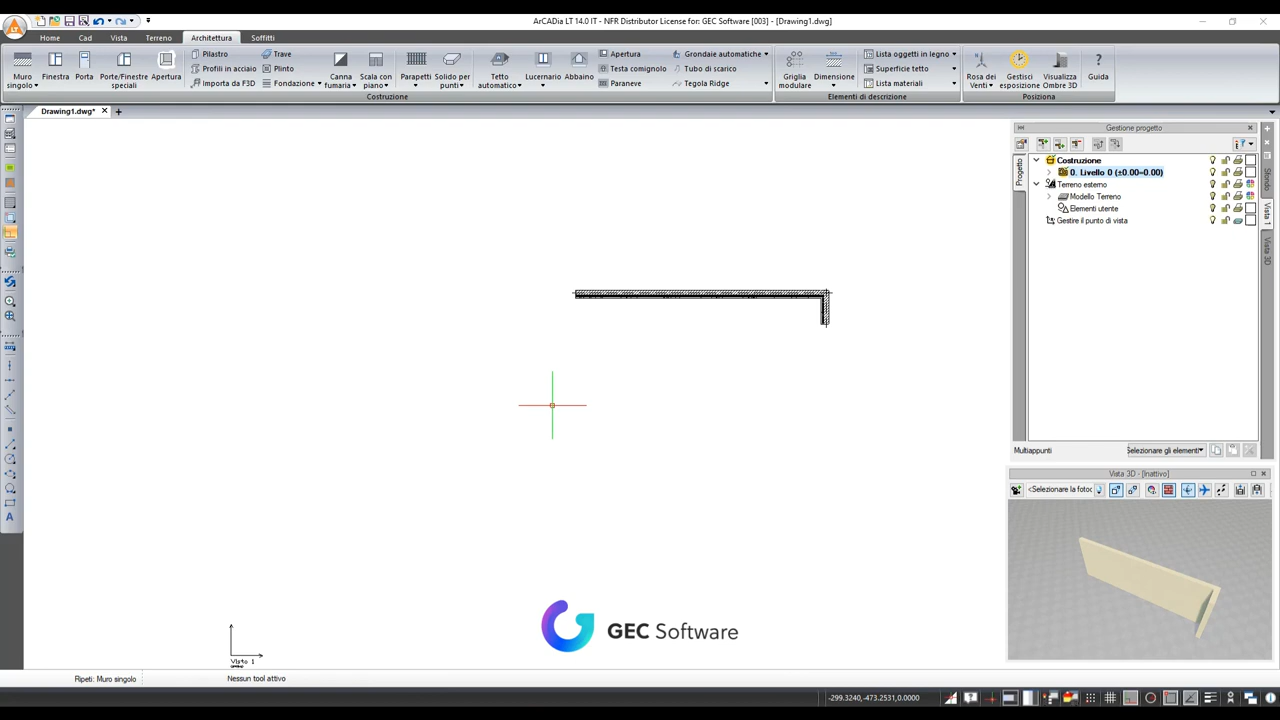 ArCADia LT 14.0 IT - NFR Distributor License for: GEC Software [003] - [Drawing1.dwg]
LT
Home Cad Vista Terreno Architettura Soffitti
Muro singolo
Finestra
Porta
Porte/Finestre speciali
Apertura
Pilastro
Profili in acciaio
Importa da F3D
Trave
Plinto
Fondazione
Canna fumaria
Scala con piano
Parapetti
Solido per punti
Tetto automatico
Lucernario
Abbaino
Apertura
Testa comignolo
Paraneve
Grondaie automatiche
Tubo di scarico
Tegola Ridge
Griglia modulare
Dimensione
Lista oggetti in legno
Superficie tetto
Lista materiali
Rosa dei Venti
Gestisci esposizione
Visualizza Ombre 3D
Guida
Costruzione
Elementi di descrizione
Posiziona
Drawing1.dwg*
Gestione progetto
Progetto
Costruzione
0. Livello 0 (±0.00=0.00)
Terreno esterno
Modello Terreno
Elementi utente
Gestire il punto di vista
Sfondo
Vista 1
Vista 3D
Multiappunti
Selezionare gli elementi
Vista 3D - [Inattivo]
<Selezionare la fotoc
GEC Software
Visto 1
Ripeti: Muro singolo
Nessun tool attivo
-299.3240, -473.2531,0.0000